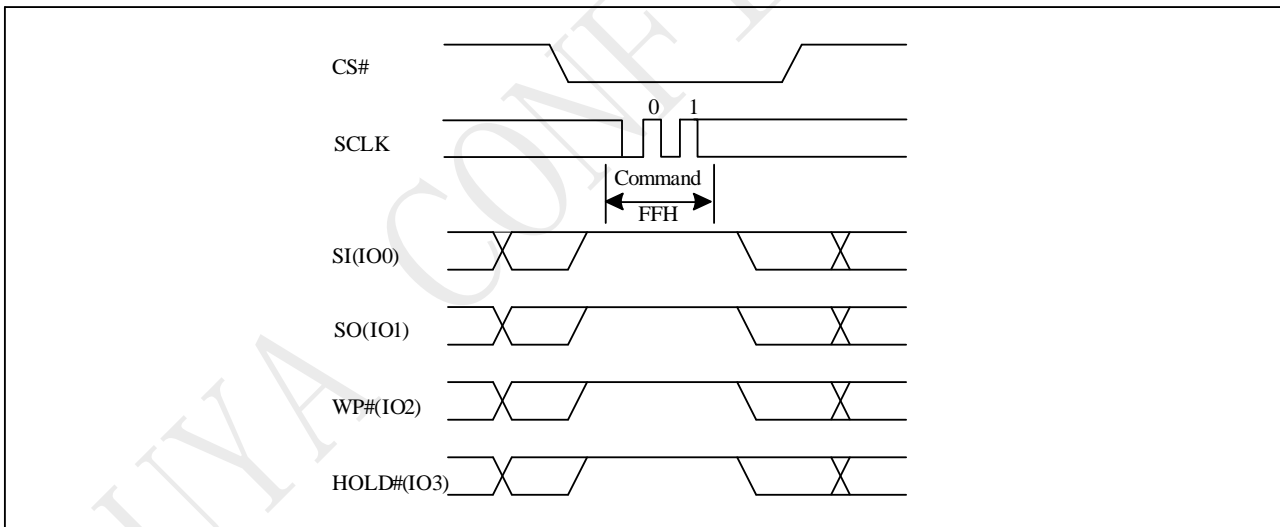 CS#
0 1
SCLK
Command
FFH
SI(IO0)
SO(IO1)
WP#(IO2)
HOLD#(IO3)